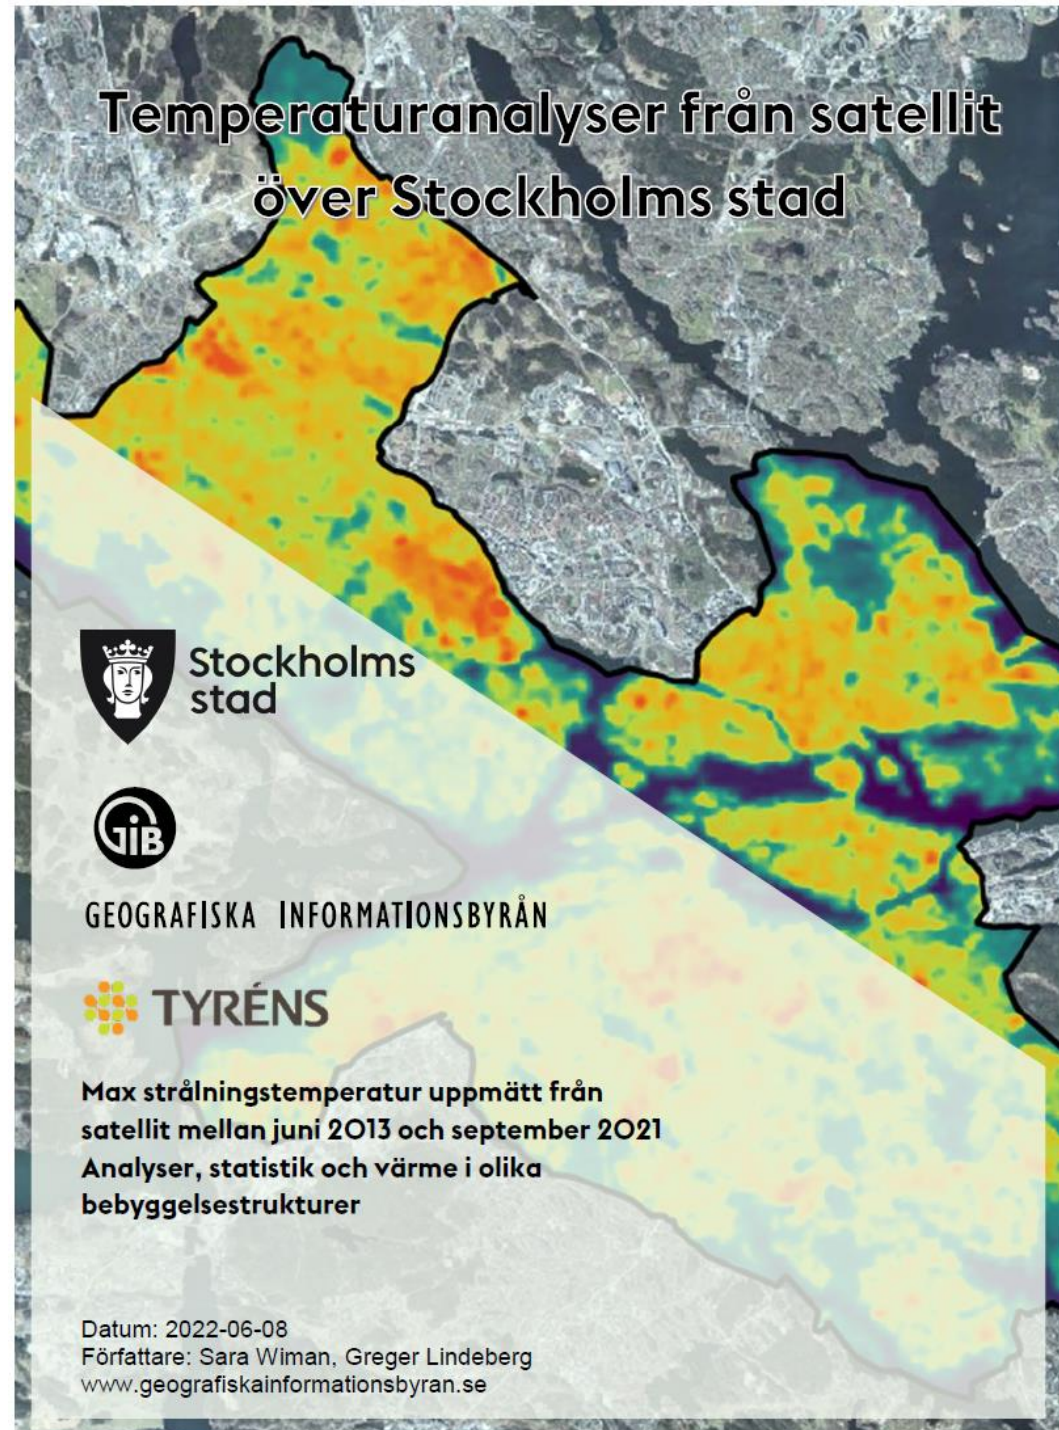 Temperaturanalyser från satellit
över Stockholms stad
Stockholms
stad
GiB
GEOGRAFISKA INFORMATIONSBYRÅN
TYRÉNS
Max strålningstemperatur uppmätt från
satellit mellan juni 2013 och september 2021
Analyser, statistik och värme i olika
bebyggelsestrukturer
Datum: 2022-06-08
Författare: Sara Wiman, Greger Lindeberg
www.geografiskainformationsbyran.se